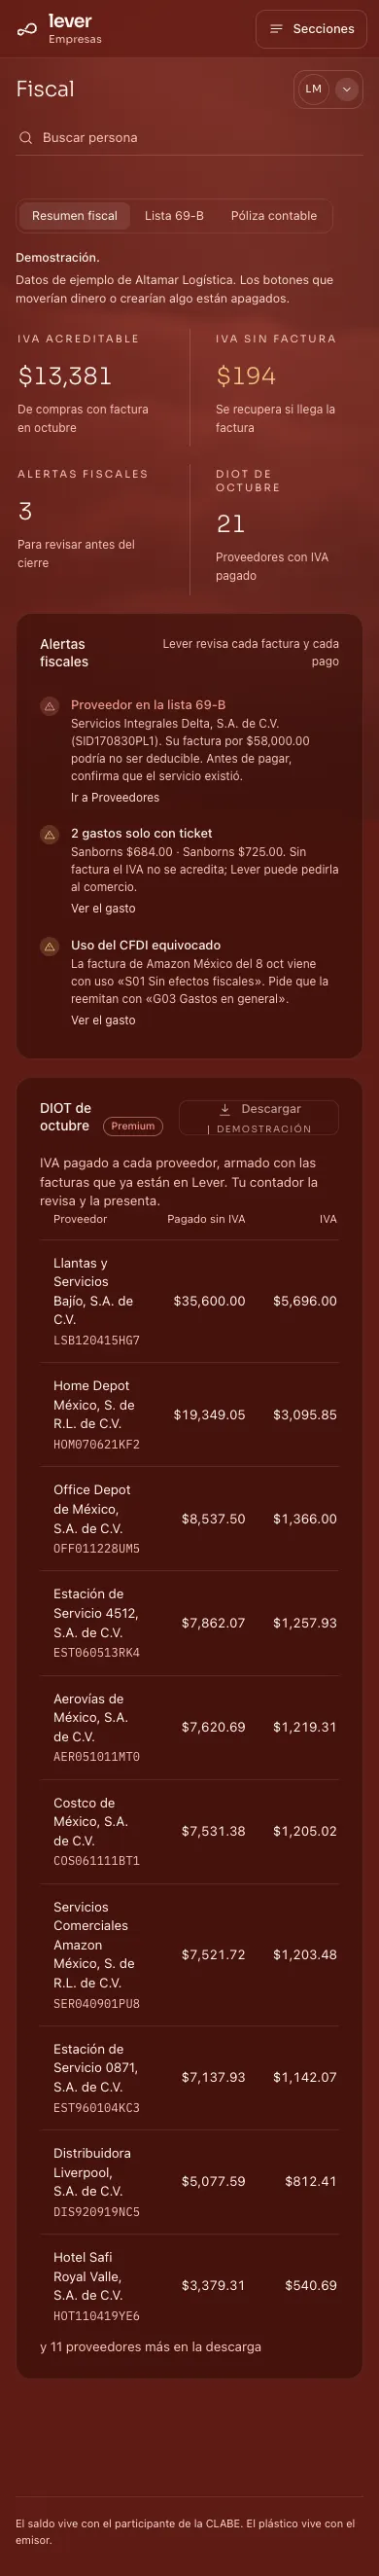 lever
Empresas
Secciones
Fiscal
LM
Buscar persona
Resumen fiscal
Lista 69-B
Póliza contable
Demostración.
Datos de ejemplo de Altamar Logística. Los botones que
moverían dinero o crearían algo están apagados.
IVA ACREDITABLE
$13,381
De compras con factura
en octubre
IVA SIN FACTURA
$194
Se recupera si llega la
factura
ALERTAS FISCALES
3
Para revisar antes del
cierre
DIOT DE
OCTUBRE
21
Proveedores con IVA
pagado
Alertas
fiscales
Lever revisa cada factura y cada
pago
Proveedor en la lista 69-B
Servicios Integrales Delta, S.A. de C.V.
(SID170830PL1). Su factura por $58,000.00
podría no ser deducible. Antes de pagar,
confirma que el servicio existió.
Ir a Proveedores
2 gastos solo con ticket
Sanborns $684.00 · Sanborns $725.00. Sin
factura el IVA no se acredita; Lever puede pedirla
al comercio.
Ver el gasto
Uso del CFDI equivocado
La factura de Amazon México del 8 oct viene
con uso «S01 Sin efectos fiscales». Pide que la
reemitan con «G03 Gastos en general».
Ver el gasto
DIOT de
octubre
Premium
Descargar
| DEMOSTRACIÓN
IVA pagado a cada proveedor, armado con las
facturas que ya están en Lever. Tu contador la
revisa y la presenta.
Proveedor Pagado sin IVA IVA
Llantas y
Servicios
Bajío, S.A. de
C.V.
LSB120415HG7
$35,600.00 $5,696.00
Home Depot
México, S. de
R.L. de C.V.
HOM070621KF2
$19,349.05 $3,095.85
Office Depot
de México,
S.A. de C.V.
OFF011228UM5
$8,537.50 $1,366.00
Estación de
Servicio 4512,
S.A. de C.V.
EST060513RK4
$7,862.07 $1,257.93
Aerovías de
México, S.A.
de C.V.
AER051011MT0
$7,620.69 $1,219.31
Costco de
México, S.A.
de C.V.
COS061111BT1
$7,531.38 $1,205.02
Servicios
Comerciales
Amazon
México, S. de
R.L. de C.V.
SER040901PU8
$7,521.72 $1,203.48
Estación de
Servicio 0871,
S.A. de C.V.
EST960104KC3
$7,137.93 $1,142.07
Distribuidora
Liverpool,
S.A. de C.V.
DIS920919NC5
$5,077.59 $812.41
Hotel Safi
Royal Valle,
S.A. de C.V.
HOT110419YE6
$3,379.31 $540.69
y 11 proveedores más en la descarga
El saldo vive con el participante de la CLABE. El plástico vive con el
emisor.